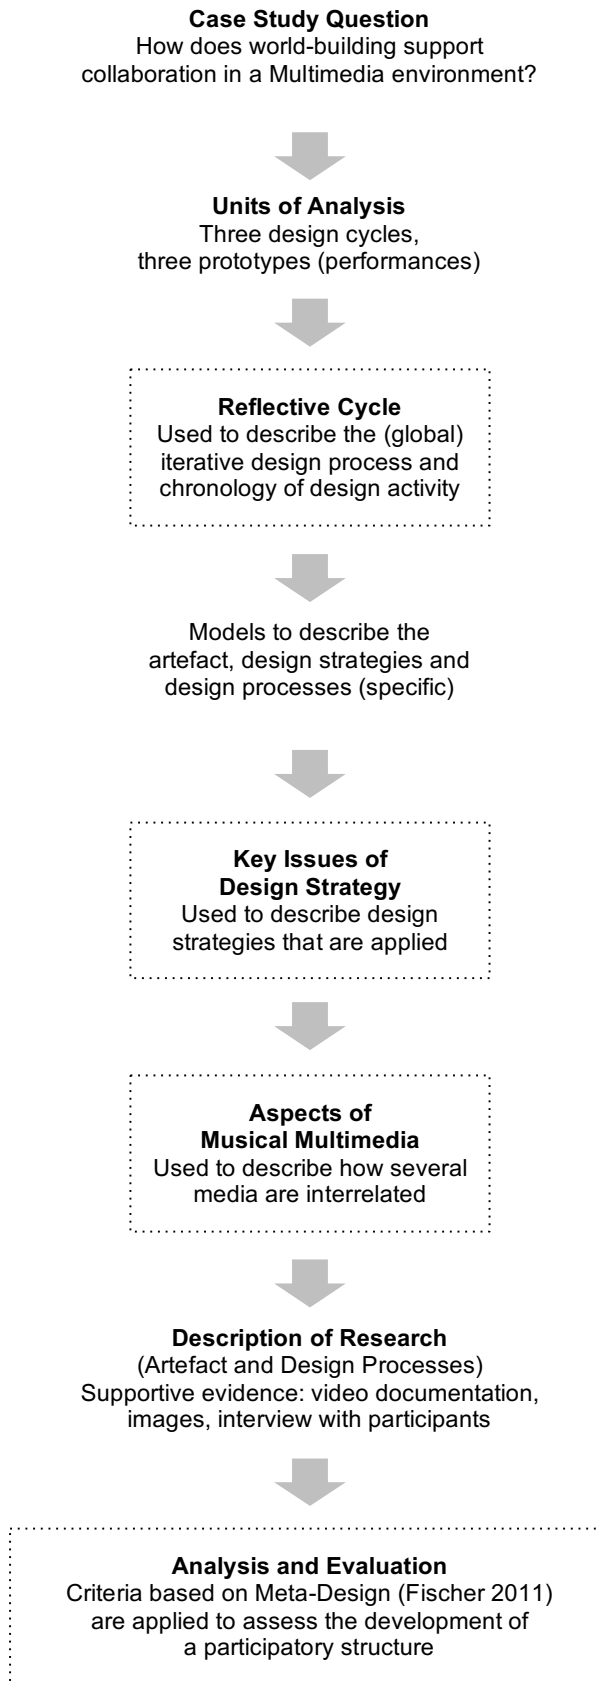 Case Study Question
How does world-building support
collaboration in a Multimedia environment?
Units of Analysis
Three design cycles,
three prototypes (performances)
Reflective Cycle
Used to describe the (global)
iterative design process and
chronology of design activity
Models to describe the
artefact, design strategies and
design processes (specific)
Key Issues of
Design Strategy
Used to describe design
strategies that are applied
Aspects of
Musical Multimedia
Used to describe how several
media are interrelated
Description of Research
(Artefact and Design Processes)
Supportive evidence: video documentation,
images, interview with participants
Analysis and Evaluation
Criteria based on Meta-Design (Fischer 2011)
are applied to assess the development of
a participatory structure